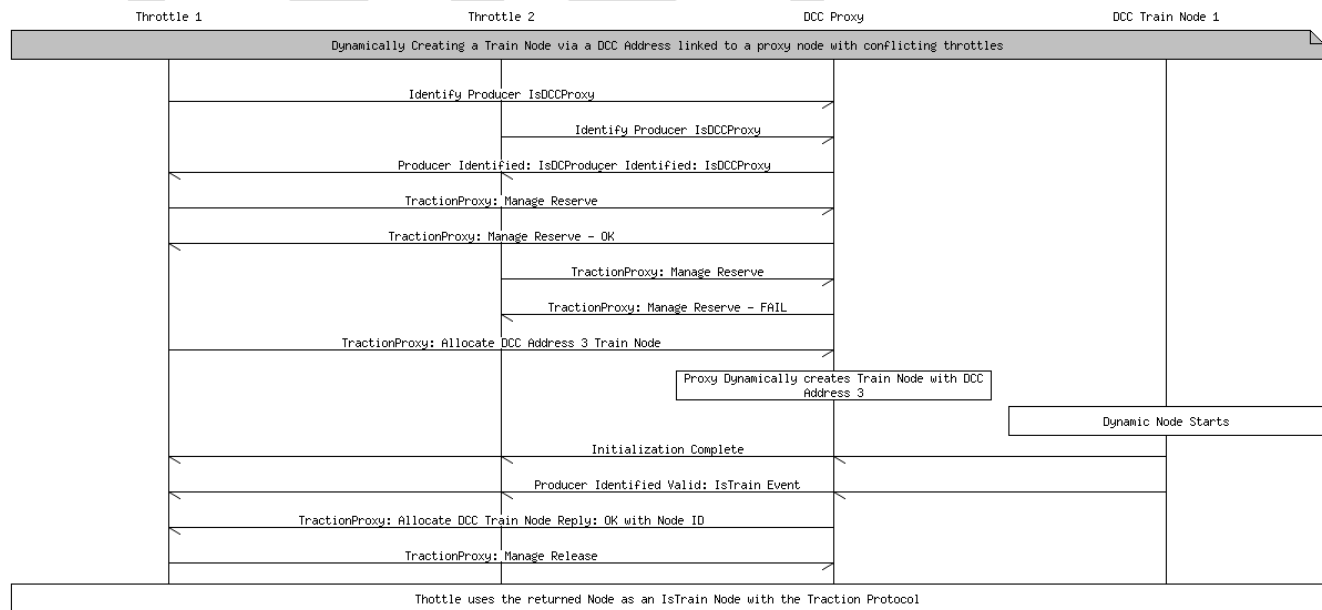 Throttle 1 Throttle 2 DCC Proxy DCC Train Node 1
Dynamically Creating a Train Node via a DCC Address linked to a proxy node with conflicting throttles
Identify Producer IsDCCProxy
Identify Producer IsDCCProxy
Producer Identified: IsDCProducer Identified: IsDCCProxy
TractionProxy: Manage Reserve
TractionProxy: Manage Reserve - OK
TractionProxy: Manage Reserve
TractionProxy: Manage Reserve - FAIL
TractionProxy: Allocate DCC Address 3 Train Node
Proxy Dynamically creates Train Node with DCC
Address 3
Dynamic Node Starts
Initialization Complete
Producer Identified Valid: IsTrain Event
TractionProxy: Allocate DCC Train Node Reply: OK with Node ID
TractionProxy: Manage Release
Thottle uses the returned Node as an IsTrain Node with the Traction Protocol